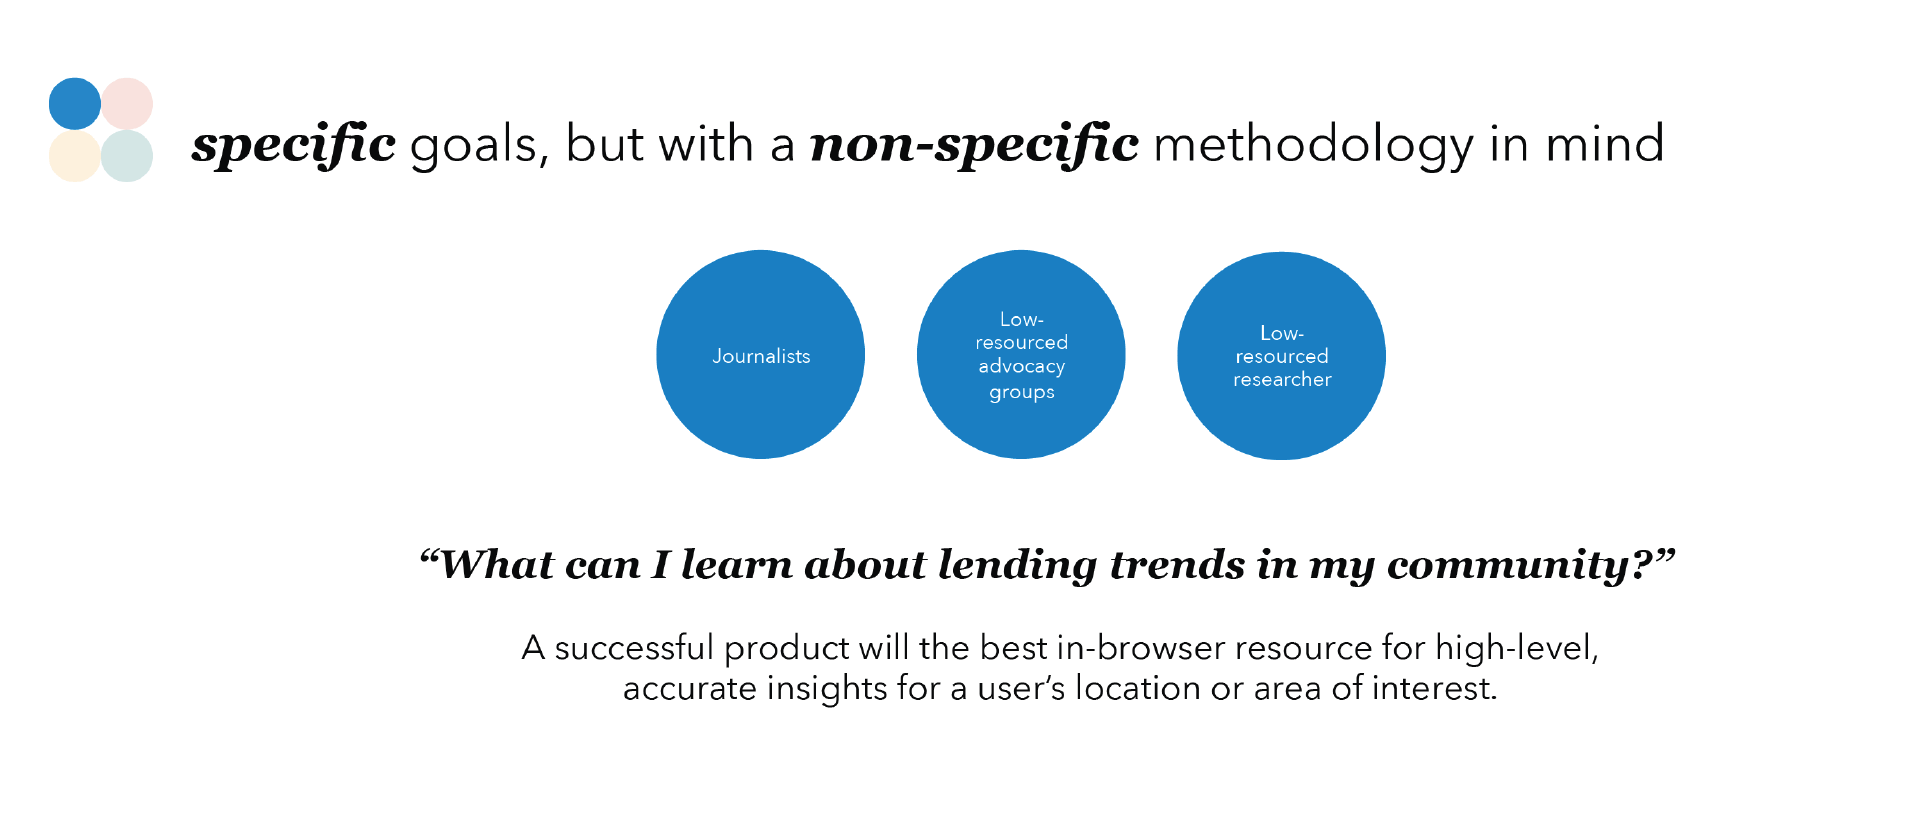 specific goals, but with a non-specific methodology in mind
Journalists
Low-
resourced
advocacy
groups
Low-
resourced
researcher
“What can I learn about lending trends in my community?”
A successful product will the best in-browser resource for high-level,
accurate insights for a user’s location or area of interest.